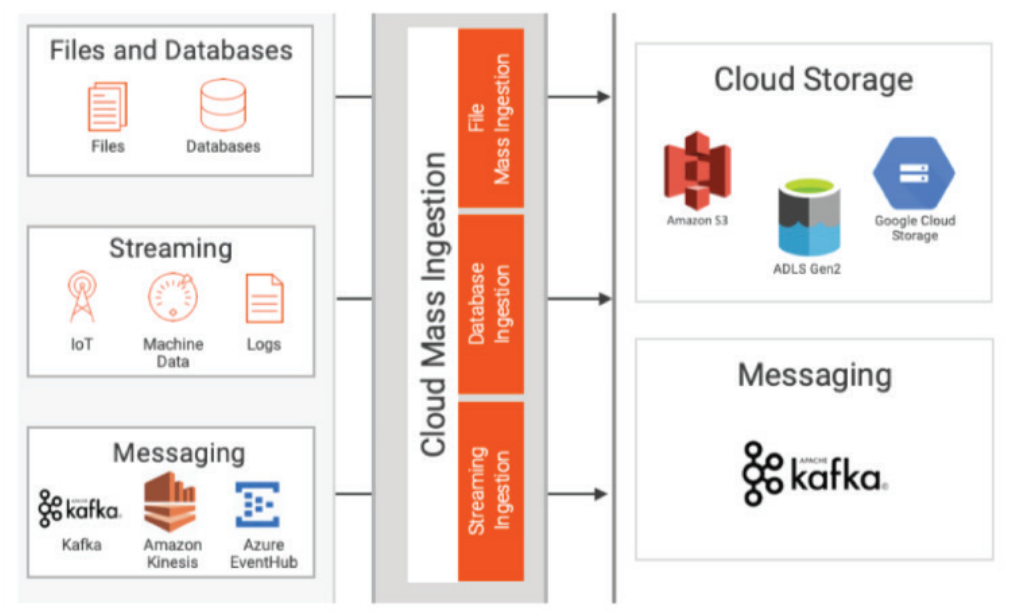 Files and Databases
Files
Databases
Streaming
IoT
Machine
Data
Logs
Messaging
kafka.
Kafka
Amazon
Kinesis
Azure
EventHub
Cloud Mass Ingestion
File
Mass Ingestion
Database
Ingestion
Streaming
Ingestion
Cloud Storage
Amazon S3
ADLS Gen2
Google Cloud
Storage
Messaging
APACHE
kafka